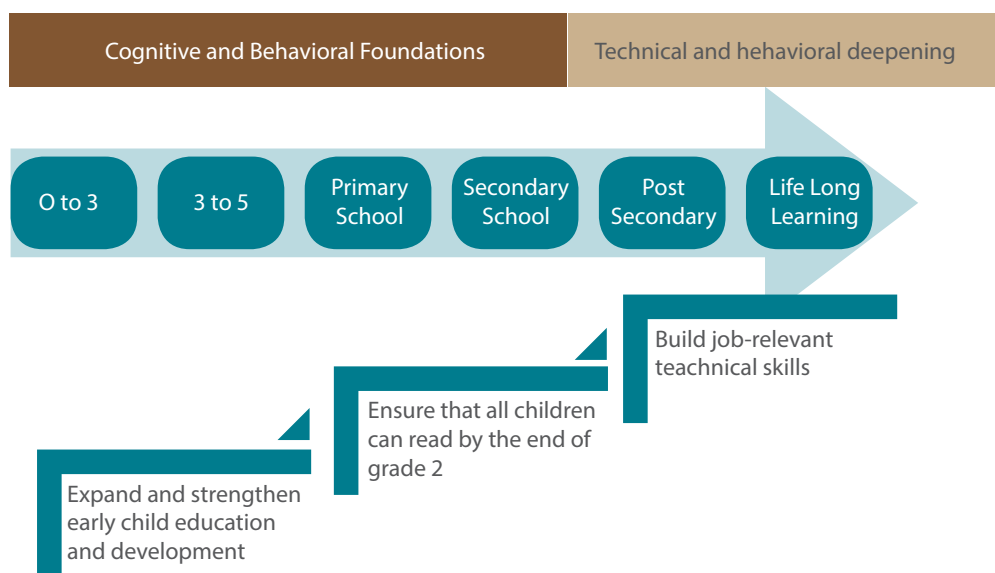 Cognitive and Behavioral Foundations
Technical and hehavioral deepening
O to 3
3 to 5
Primary
School
Secondary
School
Post
Secondary
Life Long
Learning
Build job-relevant
teachnical skills
Ensure that all children
can read by the end of
grade 2
Expand and strengthen
early child education
and development